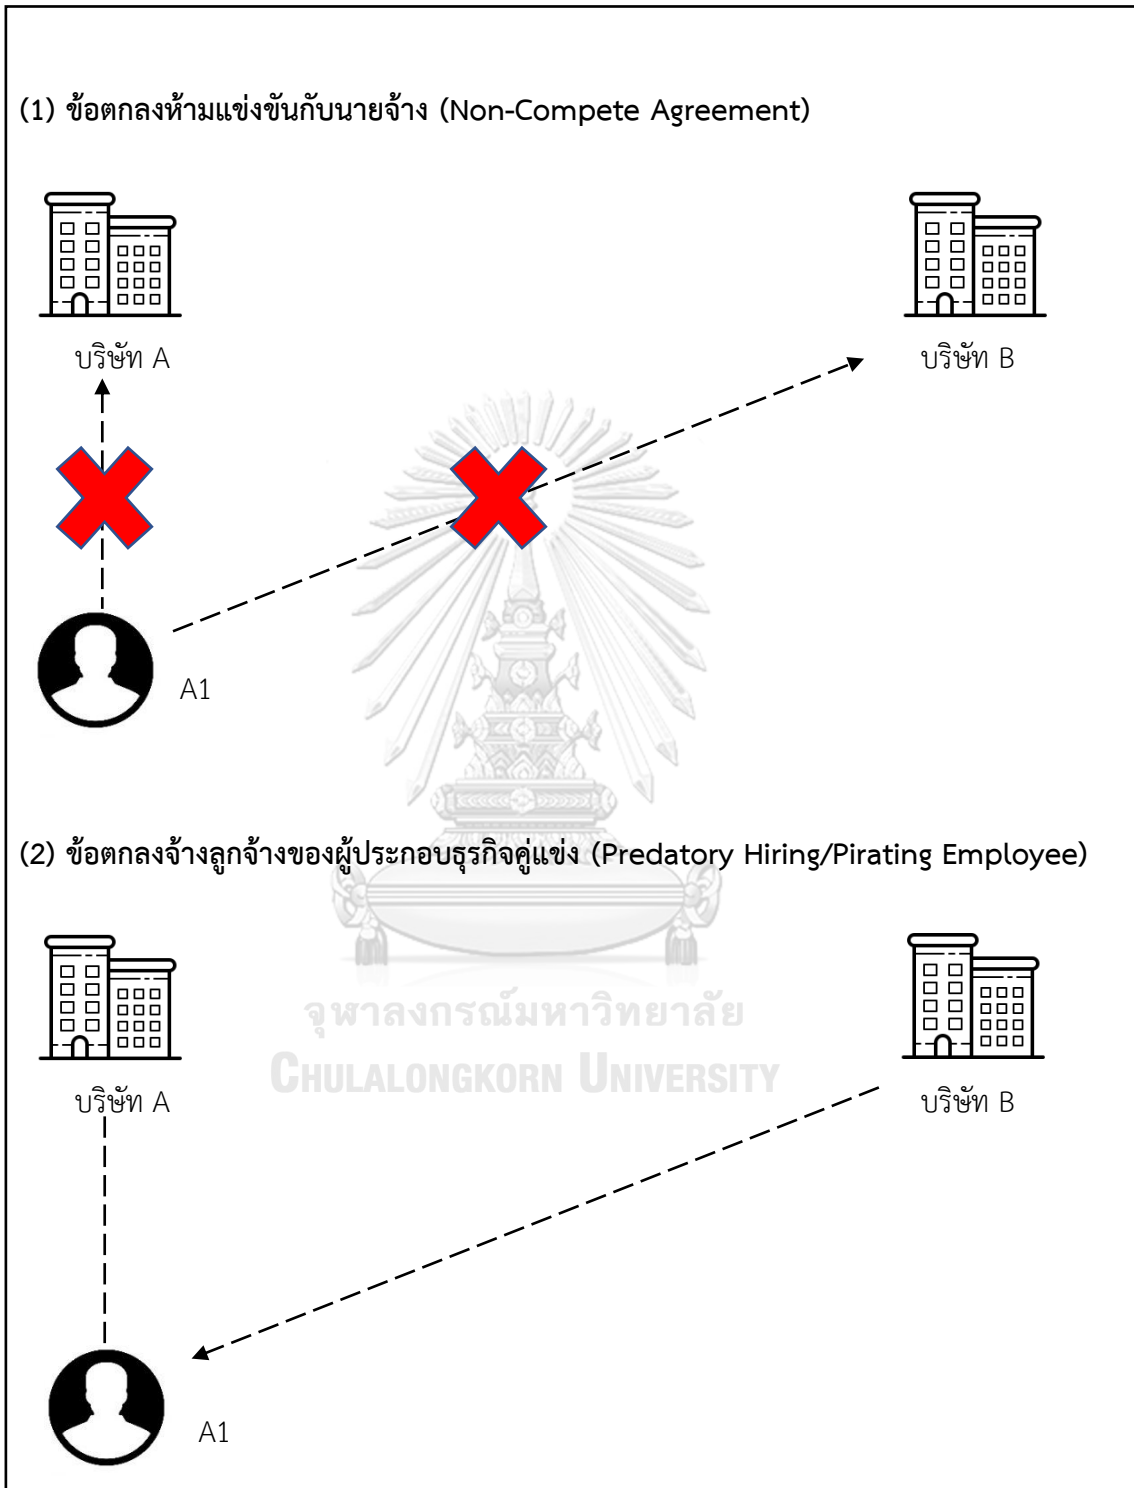 (1) ข้อตกลงห้ามแข่งขันกับนายจ้าง (Non-Compete Agreement)
บริษัท A
บริษัท B
A1
(2) ข้อตกลงจ้างลูกจ้างของผู้ประกอบธุรกิจคู่แข่ง (Predatory Hiring/Pirating Employee)
จุฬาลงกรณ์มหาวิทยาลัย
CHULALONGKORN UNIVERSITY
บริษัท A
บริษัท B
A1